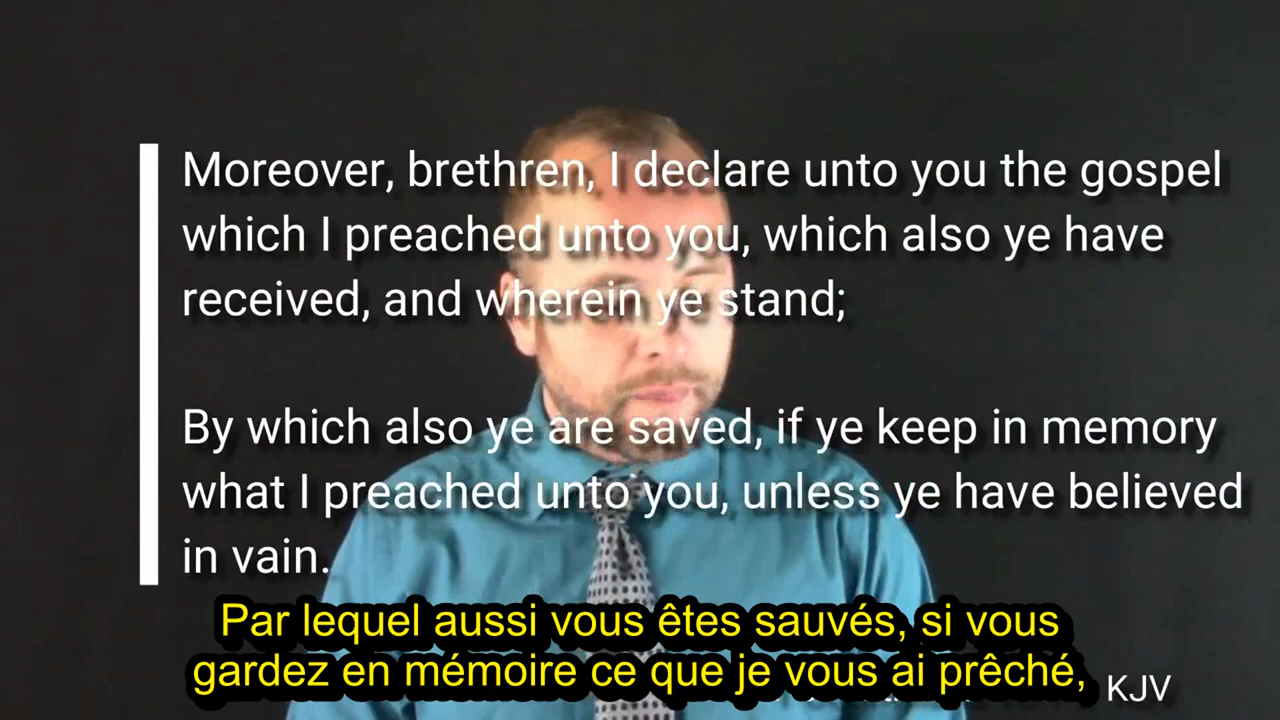 Moreover, brethren, I declare unto you the gospel
which I preached unto you, which also ye have
received, and wherein ye stand;
By which also ye are saved, if ye keep in memory
what I preached unto you, unless ye have believed
in vain.
Par lequel aussi vous êtes sauvés, si vous
gardez en mémoire ce que je vous ai prêché,
KJV